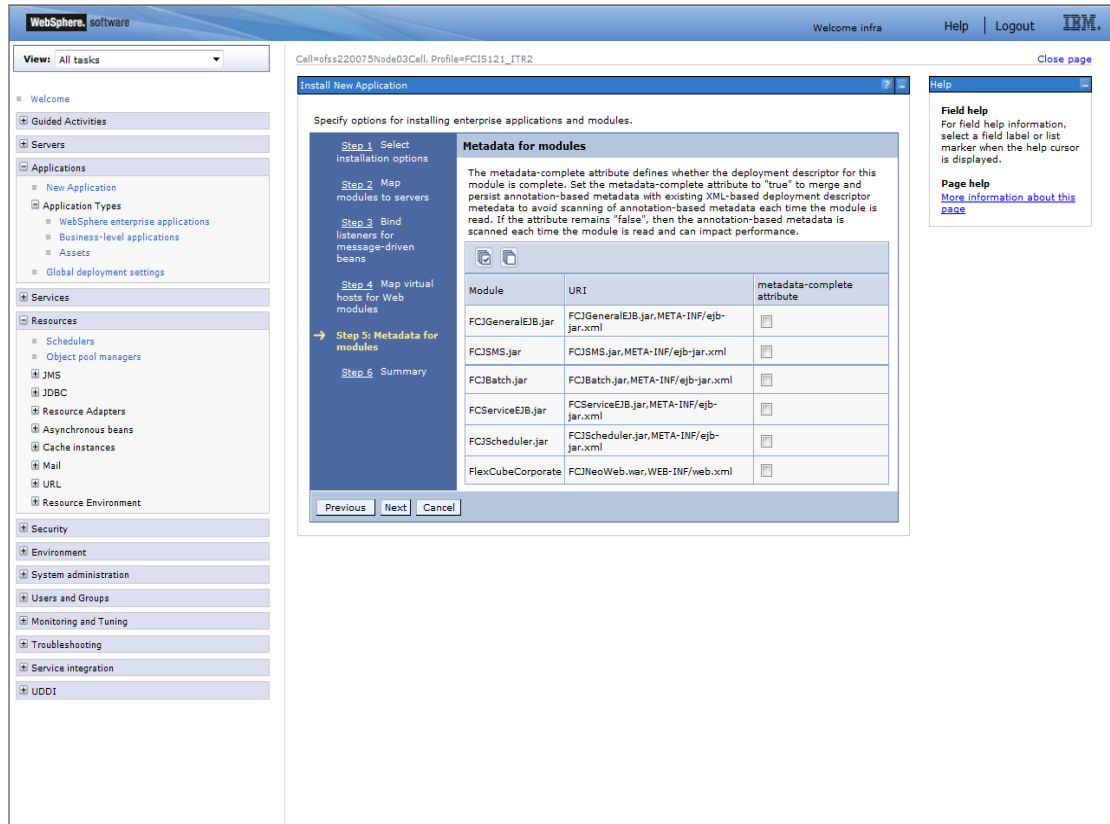 WebSphere. software
Welcome infra
Help
Logout
IBM.
View: All tasks
Welcome
Guided Activities
Servers
Applications
New Application
Application Types
WebSphere enterprise applications
Business-level applications
Assets
Global deployment settings
Services
Resources
Schedulers
Object pool managers
JMS
JDBC
Resource Adapters
Asynchronous beans
Cache instances
Mail
URL
Resource Environment
Security
Environment
System administration
Users and Groups
Monitoring and Tuning
Troubleshooting
Service integration
UDDI
Cell=ofss220075Node03Cell, Profile=FCIS121_ITR2
Close page
Install New Application
?
Specify options for installing enterprise applications and modules.
Step 1 Select
installation options
Step 2 Map
modules to servers
Step 3 Bind
listeners for
message-driven
beans
Step 4 Map virtual
hosts for Web
modules
Step 5: Metadata for
modules
Step 6 Summary
Metadata for modules
The metadata-complete attribute defines whether the deployment descriptor for this
module is complete. Set the metadata-complete attribute to "true" to merge and
persist annotation-based metadata with existing XML-based deployment descriptor
metedata to avoid scanning of annotation-based metadata each time the module is
read. If the attribute remains "false", then the annotation-based metadata is
scanned each time the module is read and can impact performance.
Module
URI
metadata-complete
attribute
FCJGeneralEJB.jar
FCJGeneralEJB.jar,META-INF/ejb-
jar.xml
FCJSMS.jar
FCJSMS.jar,META-INF/ejb-jar.xml
FCJBatch.jar
FCJBatch.jar,META-INF/ejb-jar.xml
FCServiceEJB.jar
FCServiceEJB.jar,META-INF/ejb-
jar.xml
FCJScheduler.jar
FCJScheduler.jar,META-INF/ejb-
jar.xml
FlexCubeCorporate
FCJNeoWeb.war,WEB-INF/web.xml
Previous
Next
Cancel
Help
Field help
For field help information,
select a field label or list
marker when the help cursor
is displayed.
Page help
More information about this
page